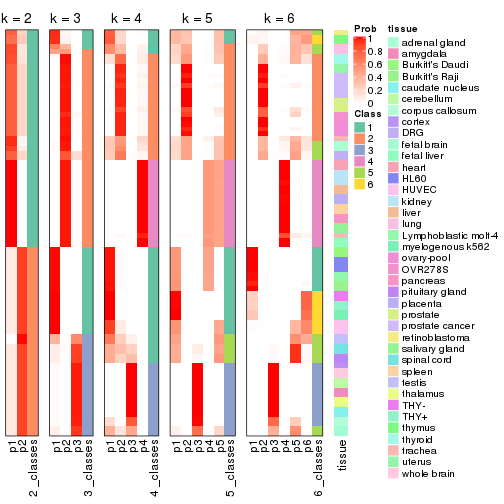 k = 2
k = 3
k = 4
k = 5
k = 6
p1
p2
2_classes
p1
p2
p3
3_classes
p1
p2
p3
p4
4_classes
p1
p2
p3
p4
p5
5_classes
p1
p2
p3
p4
p5
p6
6_classes
tissue
Prob
1
0.8
0.6
0.4
0.2
0
Class
1
2
3
4
5
6
tissue
adrenal gland
amygdala
Bukitt's Daudi
Bukitt's Raji
caudate nucleus
cerebellum
corpus callosum
cortex
DRG
fetal brain
fetal liver
heart
HL60
HUVEC
kidney
liver
lung
Lymphoblastic molt-4
myelogenous k562
ovary-pool
OVR278S
pancreas
pituitary gland
placenta
prostate
prostate cancer
retinoblastoma
salivary gland
spinal cord
spleen
testis
thalamus
THY-
THY+
thymus
thyroid
trachea
uterus
whole brain